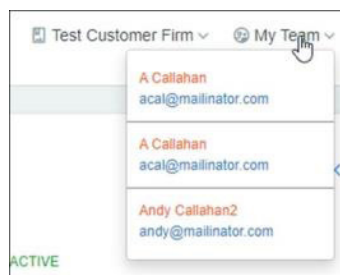 Test Customer Firm
My Team
A Callahan
acal@mailinator.com
A Callahan
acal@mailinator.com
Andy Callahan2
andy@mailinator.com
ACTIVE